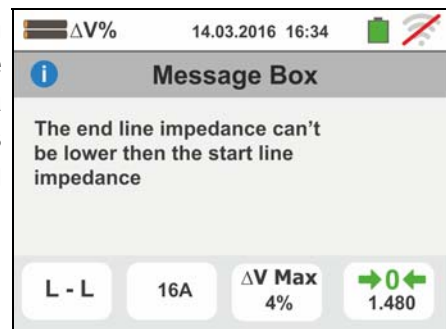 ΔV% 14.03.2016 16:34
Message Box
The end line impedance can't
be lower then the start line
impedance
L - L
16A
ΔV Max
4%
➔0←
1.480